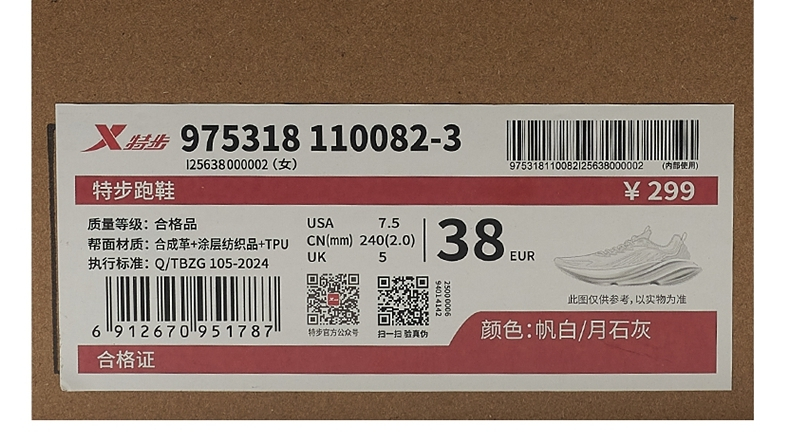 特步 975318 110082-3
I25638000002 (女)
975318110082I25638000002 (内部使用)
特步跑鞋 ¥299
质量等级: 合格品
帮面材质: 合成革+涂层纺织品+TPU
执行标准: Q/TBZG 105-2024
USA 7.5
CN(mm) 240(2.0)
UK 5
38 EUR
此图仅供参考, 以实物为准
6 912670 951787
特步官方公众号
扫一扫 验真伪
25000006
94014142
颜色: 帆白/月石灰
合格证